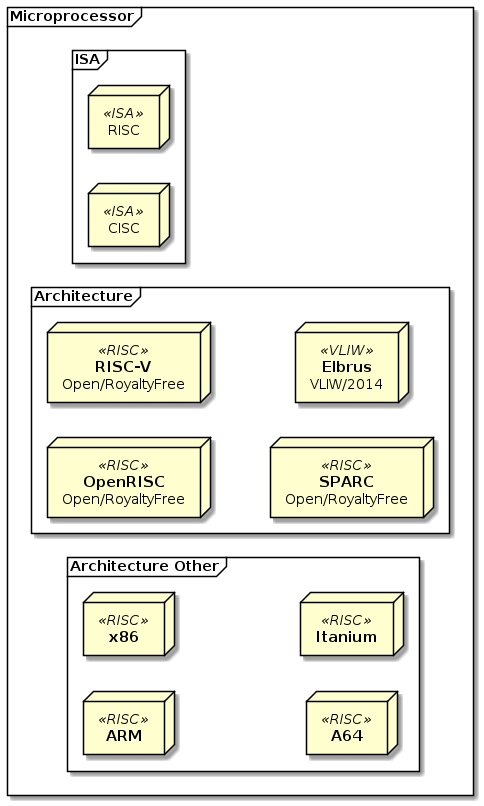 Microprocessor
ISA
«ISA»
RISC
«ISA»
CISC
Architecture
«RISC»
RISC-V
Open/RoyaltyFree
«VLIW»
Elbrus
VLIW/2014
«RISC»
OpenRISC
Open/RoyaltyFree
«RISC»
SPARC
Open/RoyaltyFree
Architecture Other
«RISC»
x86
«RISC»
Itanium
«RISC»
ARM
«RISC»
A64